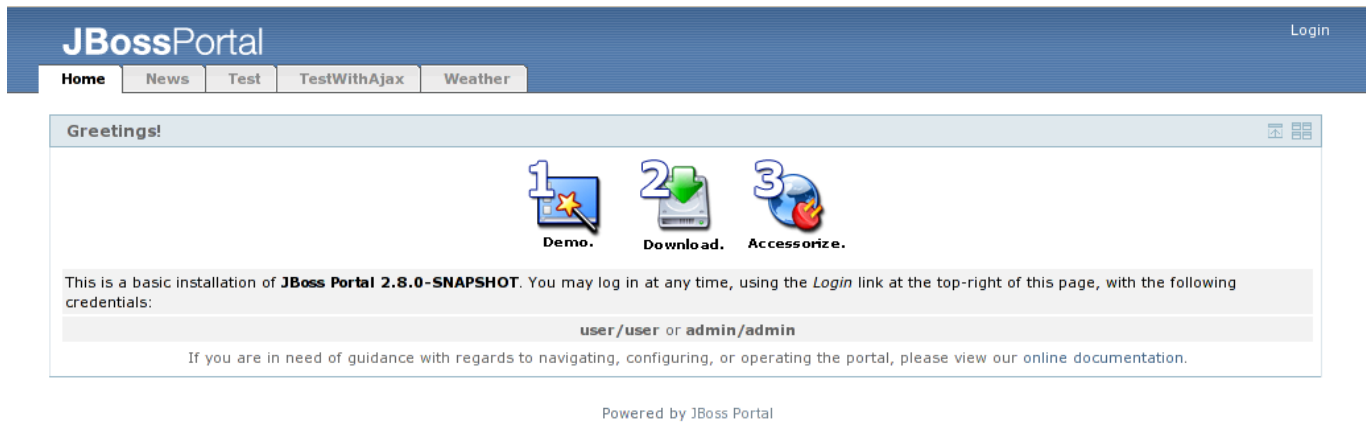 Login
JBossPortal
Home News Test TestWithAjax Weather
Greetings!
1 2 3
Demo. Download. Accessorize.
This is a basic installation of JBoss Portal 2.8.0-SNAPSHOT. You may log in at any time, using the Login link at the top-right of this page, with the following
credentials:
user/user or admin/admin
If you are in need of guidance with regards to navigating, configuring, or operating the portal, please view our online documentation.
Powered by JBoss Portal